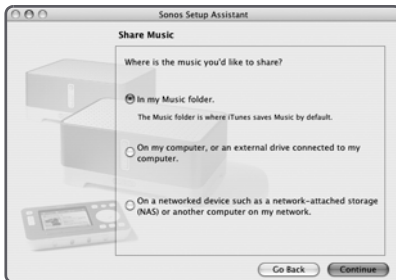 Sonos Setup Assistant
Share Music
Where is the music you'd like to share?
In my Music folder.
The Music folder is where iTunes saves Music by default.
On my computer, or an external drive connected to my
computer.
On a networked device such as a network-attached storage
(NAS) or another computer on my network.
Go Back
Continue